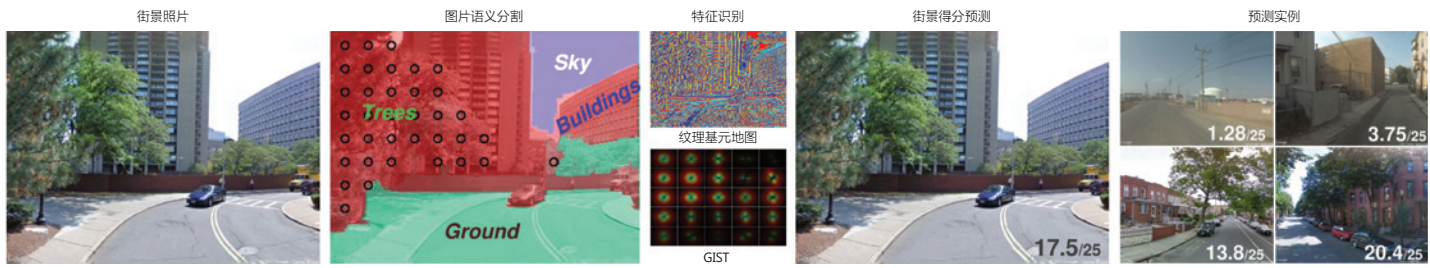 街景照片
图片语义分割
特征识别
街景得分预测
预测实例
Sky
Trees
Buildings
Ground
纹理基元地图
GIST
17.5/25
1.28/25
3.75/25
13.8/25
20.4/25